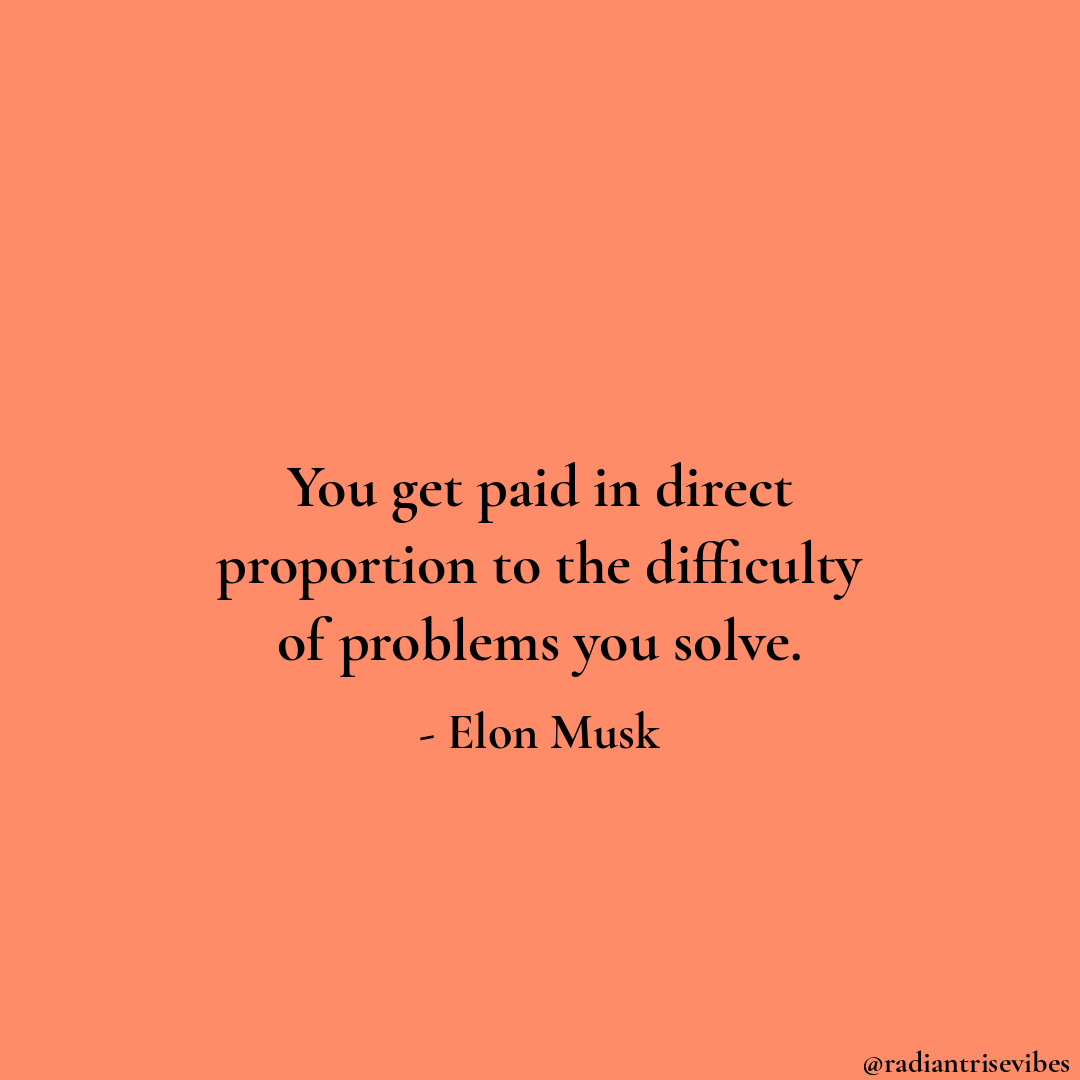 You get paid in direct
proportion to the difficulty
of problems you solve.
- Elon Musk
@radiantrisevibes